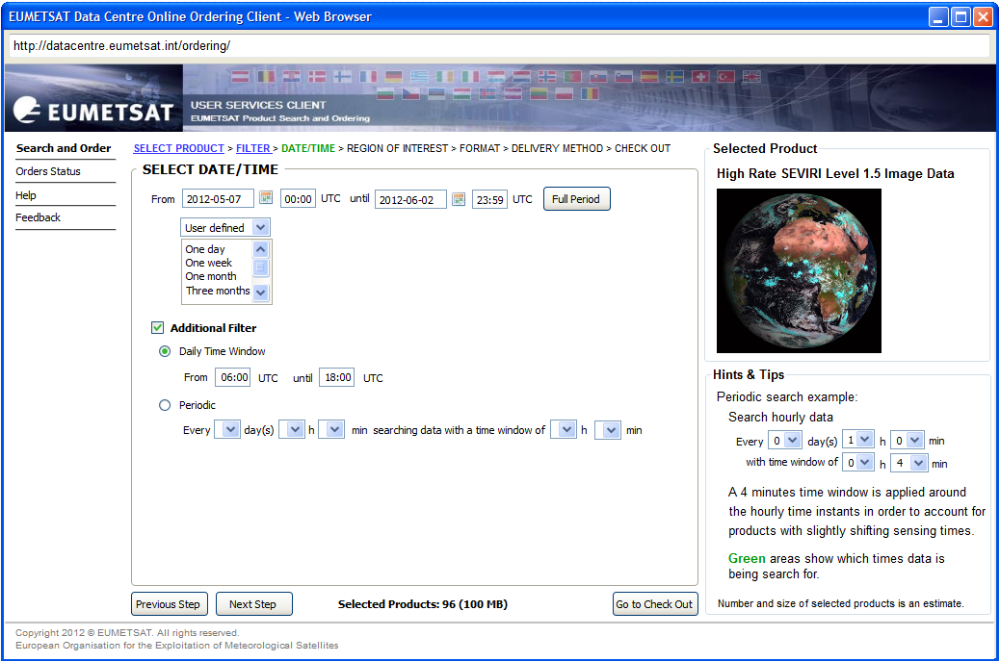 EUMETSAT Data Centre Online Ordering Client - Web Browser
http://datacentre.eumetsat.int/ordering/
EUMETSAT
USER SERVICES CLIENT
EUMETSAT Product Search and Ordering
Search and Order
Orders Status
Help
Feedback
SELECT PRODUCT > FILTER > DATE/TIME > REGION OF INTEREST > FORMAT > DELIVERY METHOD > CHECK OUT
SELECT DATE/TIME
From 2012-05-07 00:00 UTC until 2012-06-02 23:59 UTC Full Period
User defined
One day
One week
One month
Three months
Additional Filter
Daily Time Window
From 06:00 UTC until 18:00 UTC
Periodic
Every day(s) h min searching data with a time window of h min
Previous Step Next Step Selected Products: 96 (100 MB) Go to Check Out
Selected Product
High Rate SEVIRI Level 1.5 Image Data
Hints & Tips
Periodic search example:
Search hourly data
Every 0 day(s) 1 h 0 min
with time window of 0 h 4 min
A 4 minutes time window is applied around
the hourly time instants in order to account for
products with slightly shifting sensing times.
Green areas show which times data is
being search for.
Number and size of selected products is an estimate.
Copyright 2012 © EUMETSAT. All rights reserved.
European Organisation for the Exploitation of Meteorological Satellites